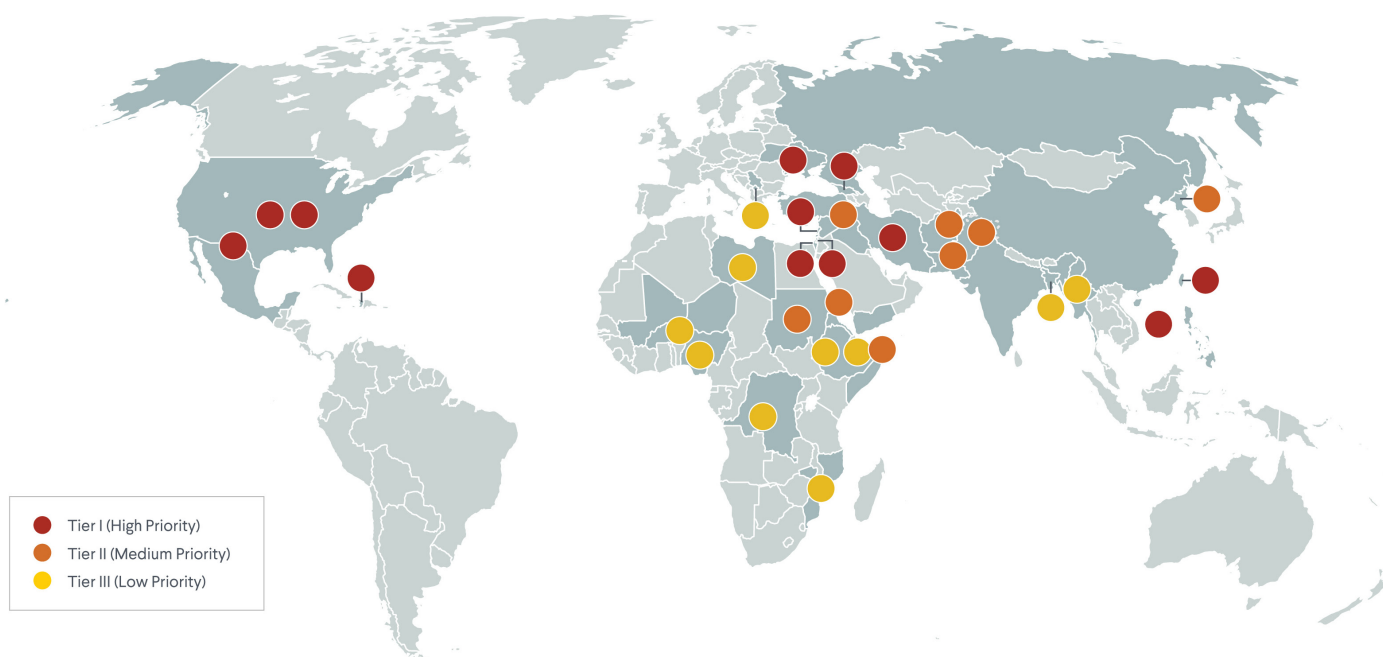 Tier I (High Priority)
Tier II (Medium Priority)
Tier III (Low Priority)